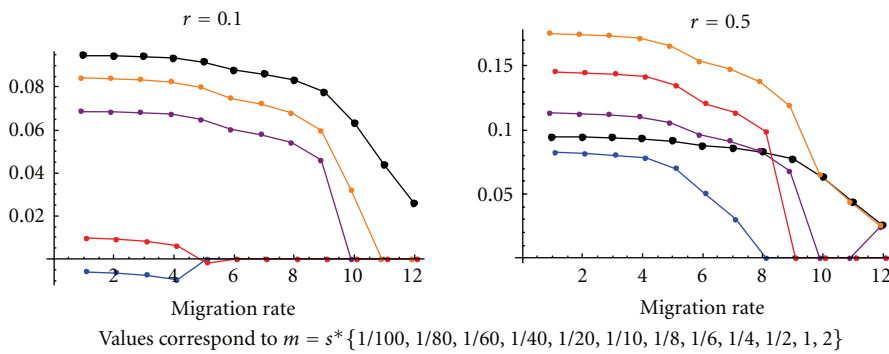 r = 0.1
0.08
0.06
0.04
0.02
2 4 6 8 10 12
Migration rate
r = 0.5
0.15
0.1
0.05
2 4 6 8 10 12
Migration rate
Values correspond to m = s* {1/100, 1/80, 1/60, 1/40, 1/20, 1/10, 1/8, 1/6, 1/4, 1/2, 1, 2}